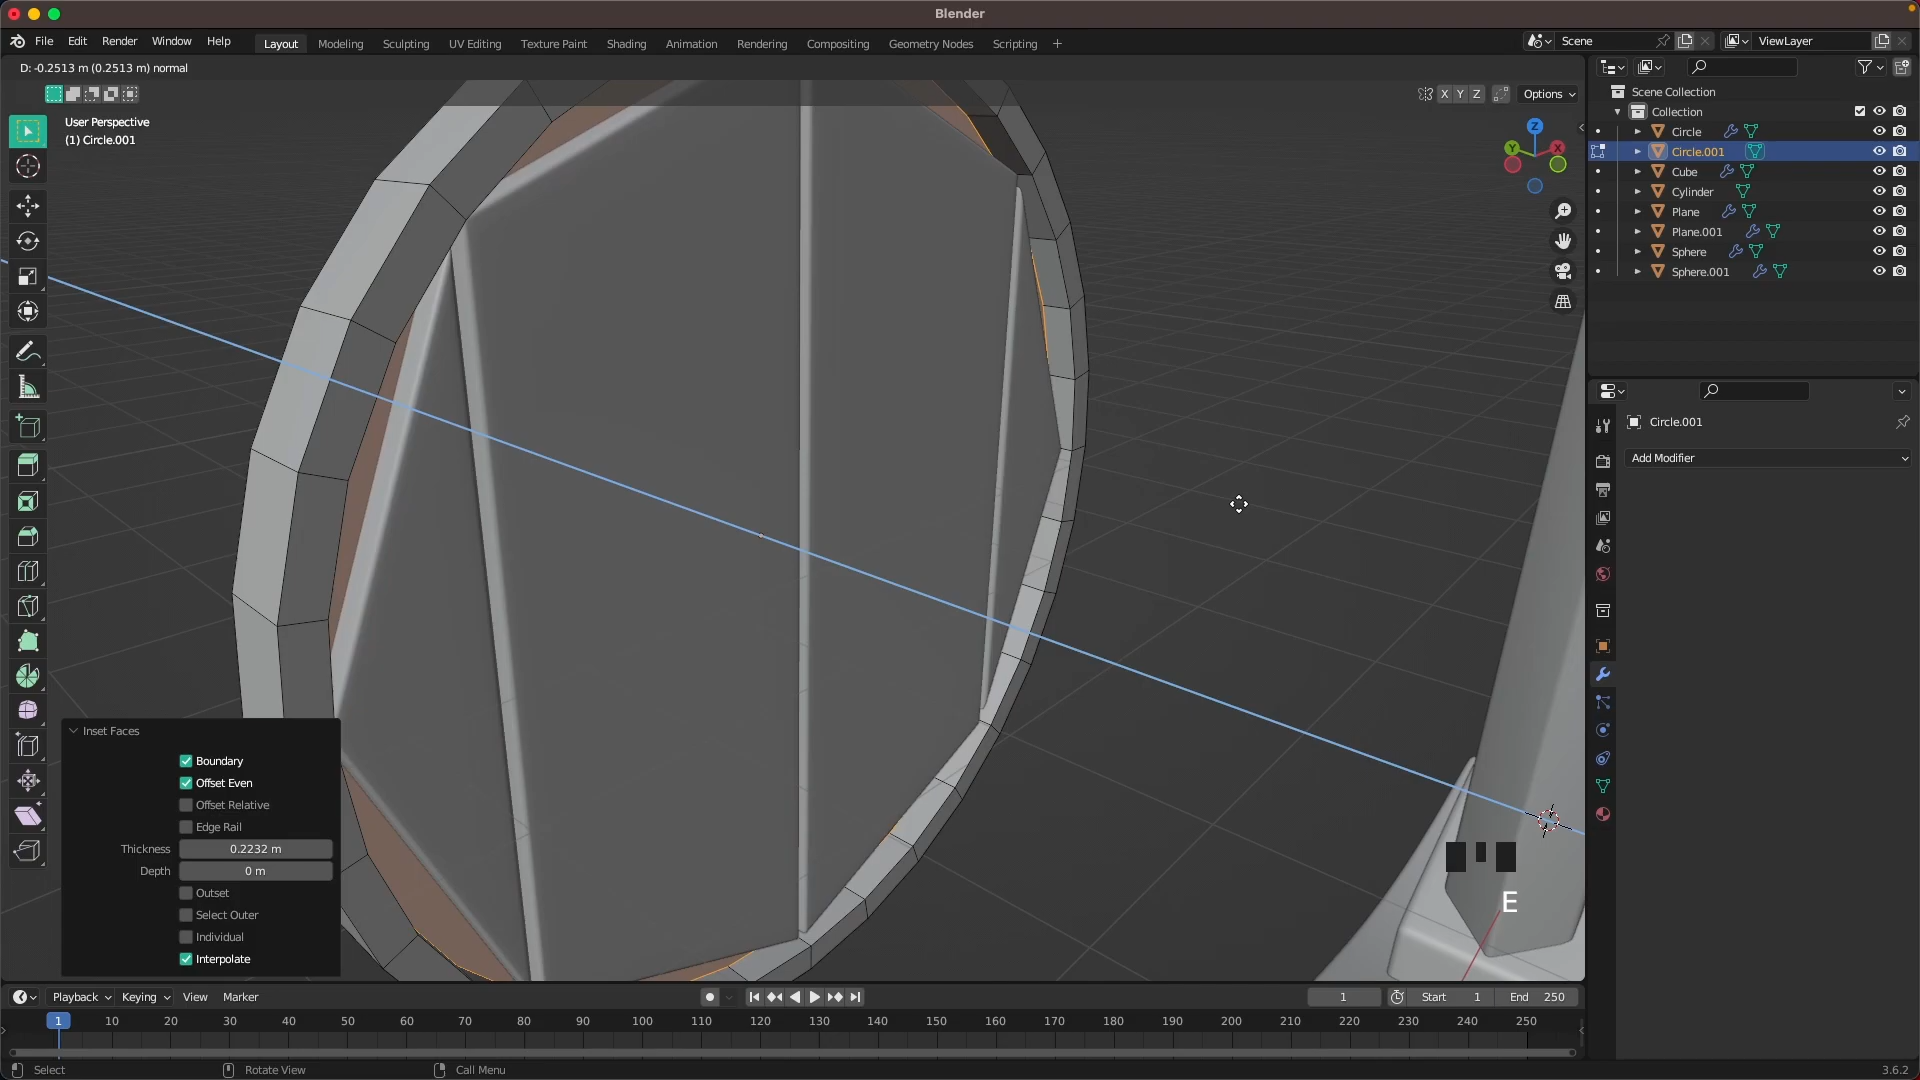 Blender
File Edit Render Window Help Layout Modeling Sculpting UV Editing Texture Paint Shading Animation Rendering Compositing Geometry Nodes Scripting + Scene ViewLayer
D: -0.2513 m (0.2513 m) normal
X Y Z Options
User Perspective
(1) Circle.001
Z
Y X
Scene Collection
Collection
Circle
Circle.001
Cube
Cylinder
Plane
Plane.001
Sphere
Sphere.001
Circle.001
Add Modifier
Inset Faces
Boundary
Offset Even
Offset Relative
Edge Rail
Thickness 0.2232 m
Depth 0 m
Outset
Select Outer
Individual
Interpolate
E
Playback Keying View Marker 1 Start 1 End 250
1 10 20 30 40 50 60 70 80 90 100 110 120 130 140 150 160 170 180 190 200 210 220 230 240 250
Select Rotate View Call Menu 3.6.2